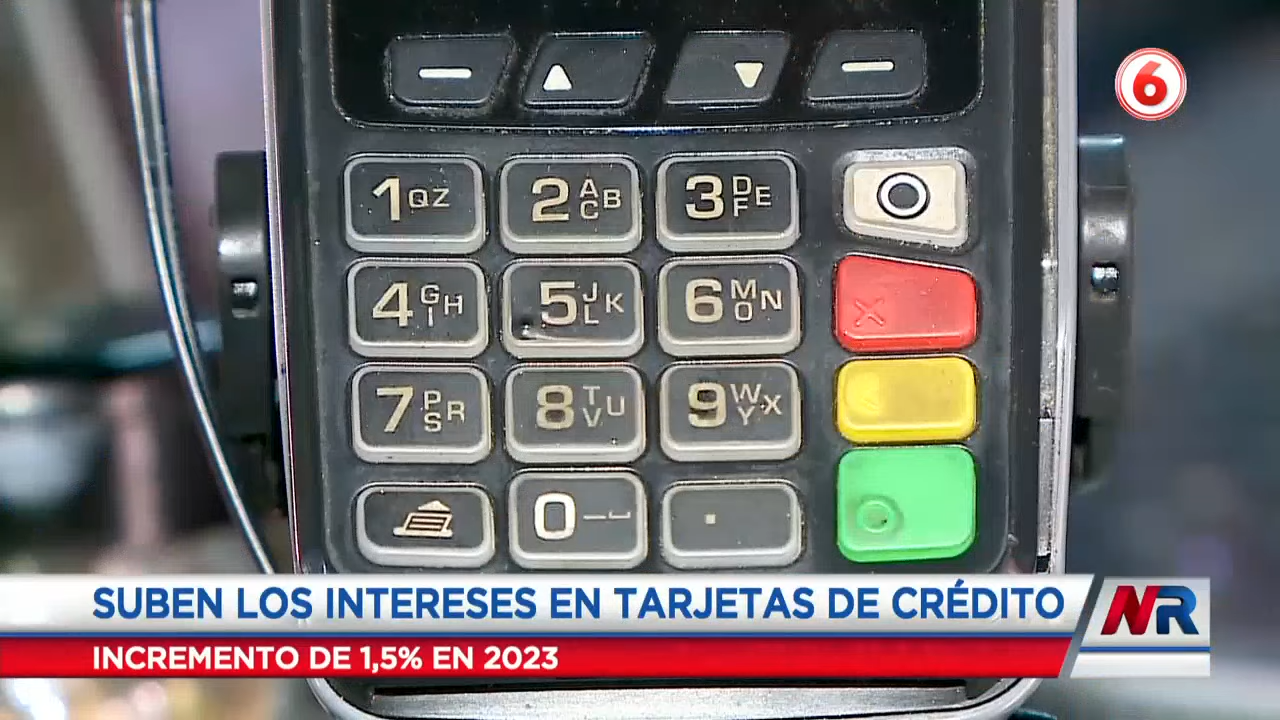 6
1 QZ
2 ABC
3 DEF
4 GHI
5 JKL
6 MNO
7 PRS
8 TUV
9 WXY
0
SUBEN LOS INTERESES EN TARJETAS DE CRÉDITO
NR
INCREMENTO DE 1,5% EN 2023